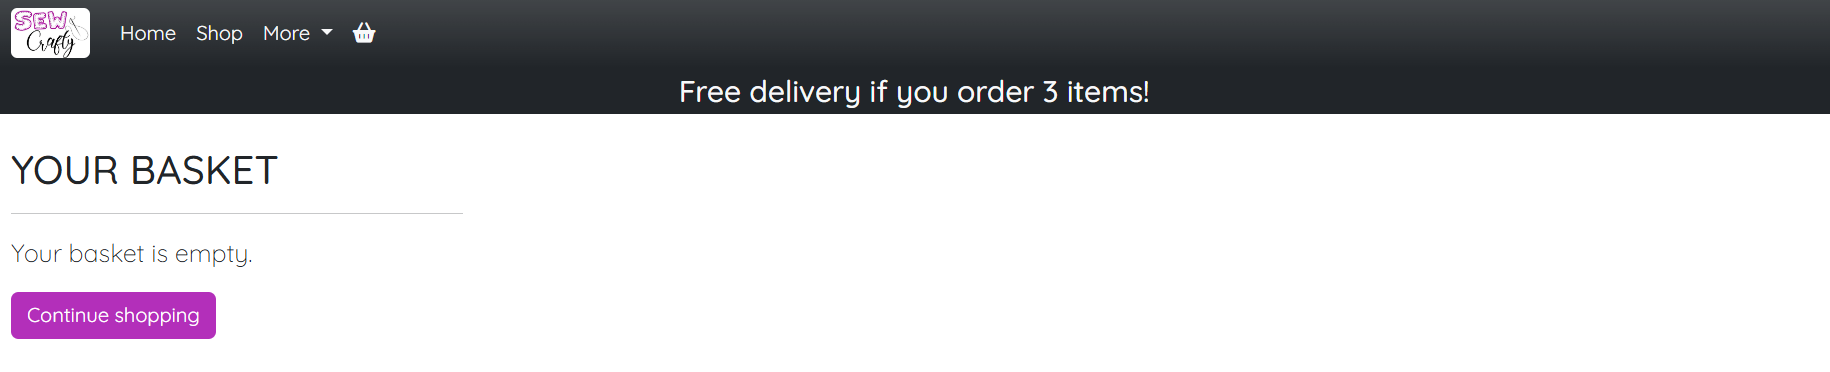 SEW
Crafty
Home Shop More
Free delivery if you order 3 items!
YOUR BASKET
Your basket is empty.
Continue shopping